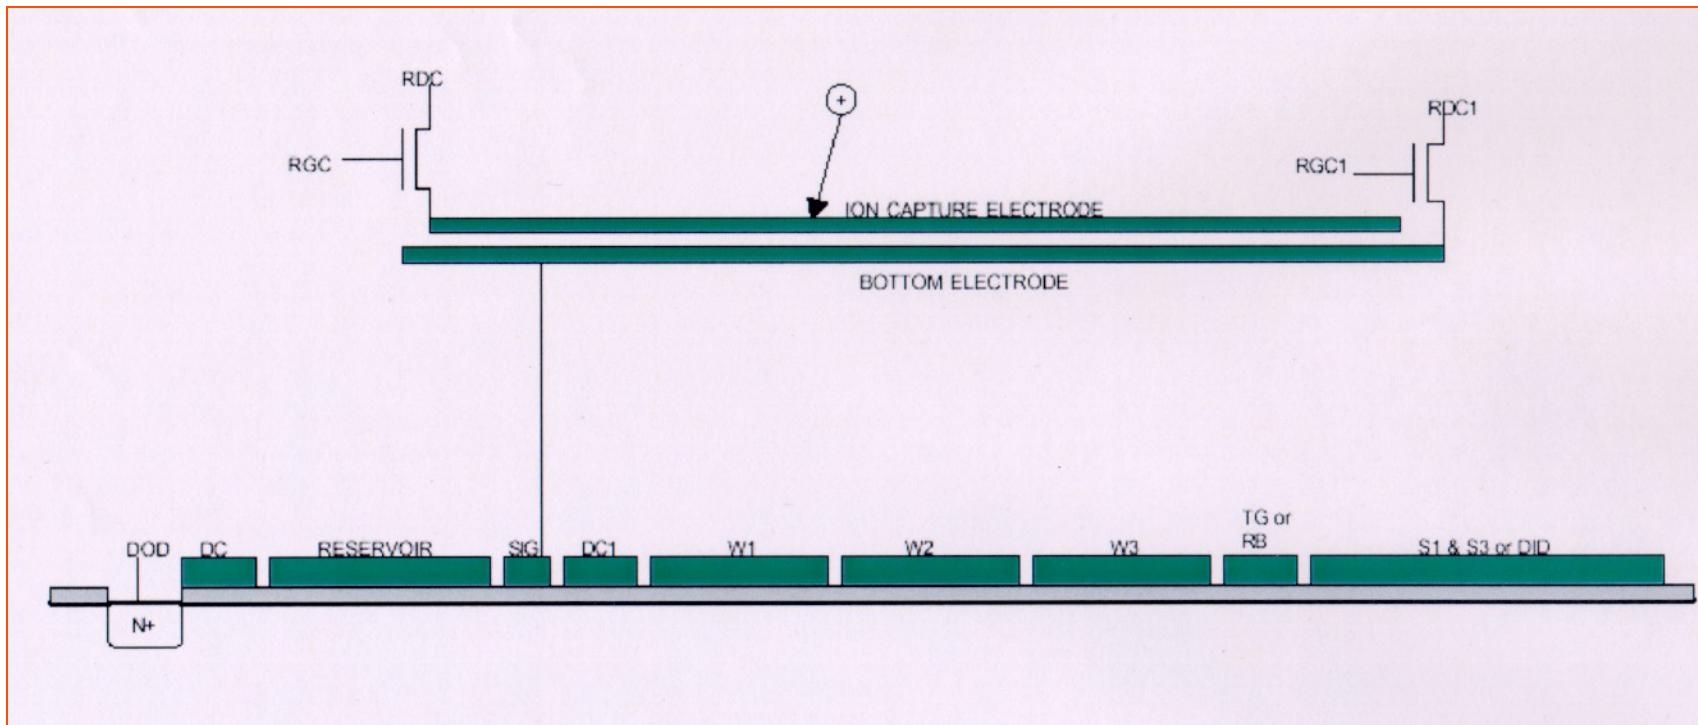 RDC
+
RDC1
RGC
RGC1
ION CAPTURE ELECTRODE
BOTTOM ELECTRODE
TG or
RB
DOD
DC
RESERVOIR
SIG
DC1
W1
W2
W3
S1 & S3 or DID
N+